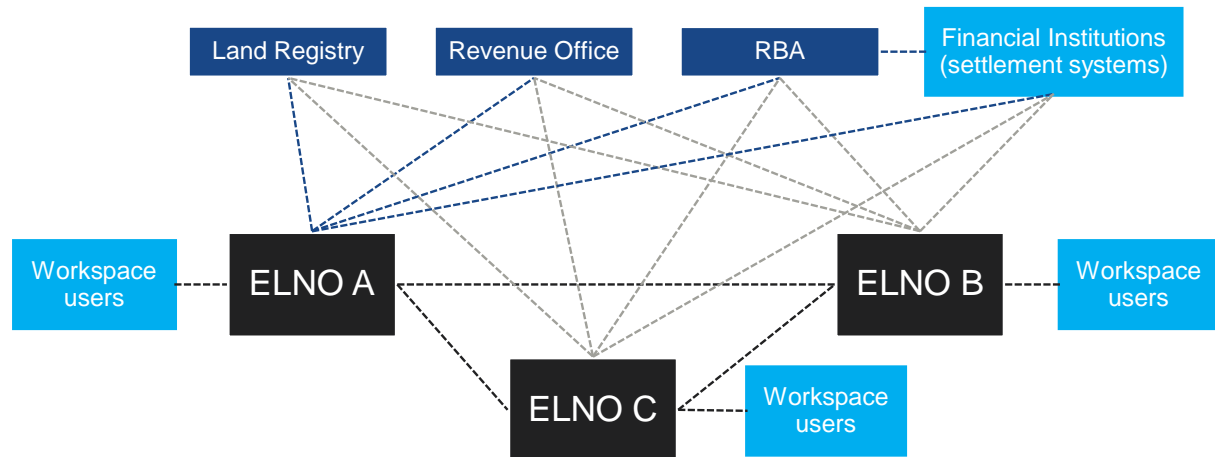 Land Registry
Revenue Office
RBA
Financial Institutions
(settlement systems)
Workspace
users
ELNO A
ELNO B
Workspace
users
ELNO C
Workspace
users